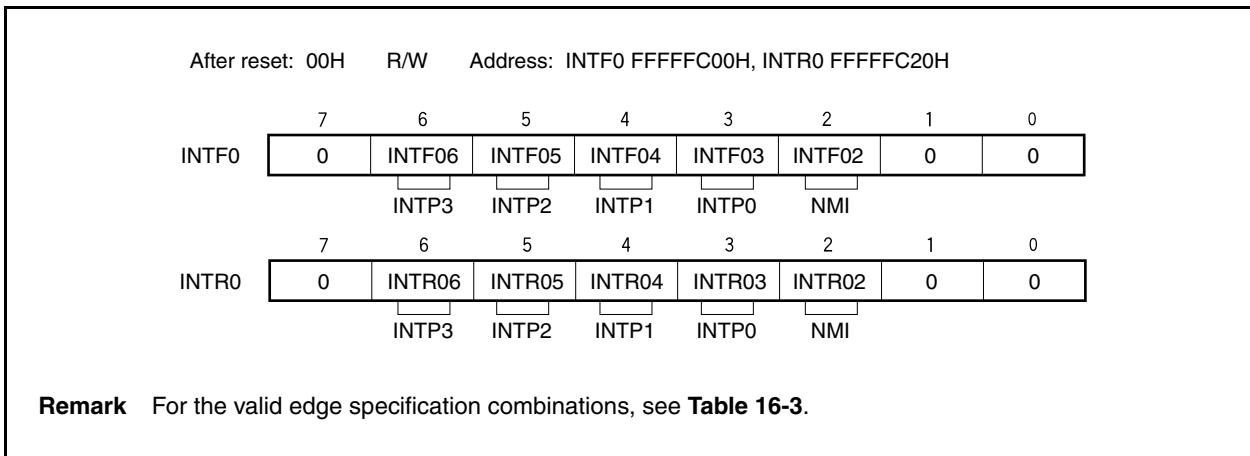 After reset: 00H R/W Address: INTF0 FFFFFC00H, INTR0 FFFFFC20H
7 6 5 4 3 2 1 0
INTF0 0 INTF06 INTF05 INTF04 INTF03 INTF02 0 0
INTP3 INTP2 INTP1 INTP0 NMI
7 6 5 4 3 2 1 0
INTR0 0 INTR06 INTR05 INTR04 INTR03 INTR02 0 0
INTP3 INTP2 INTP1 INTP0 NMI
Remark For the valid edge specification combinations, see Table 16-3.